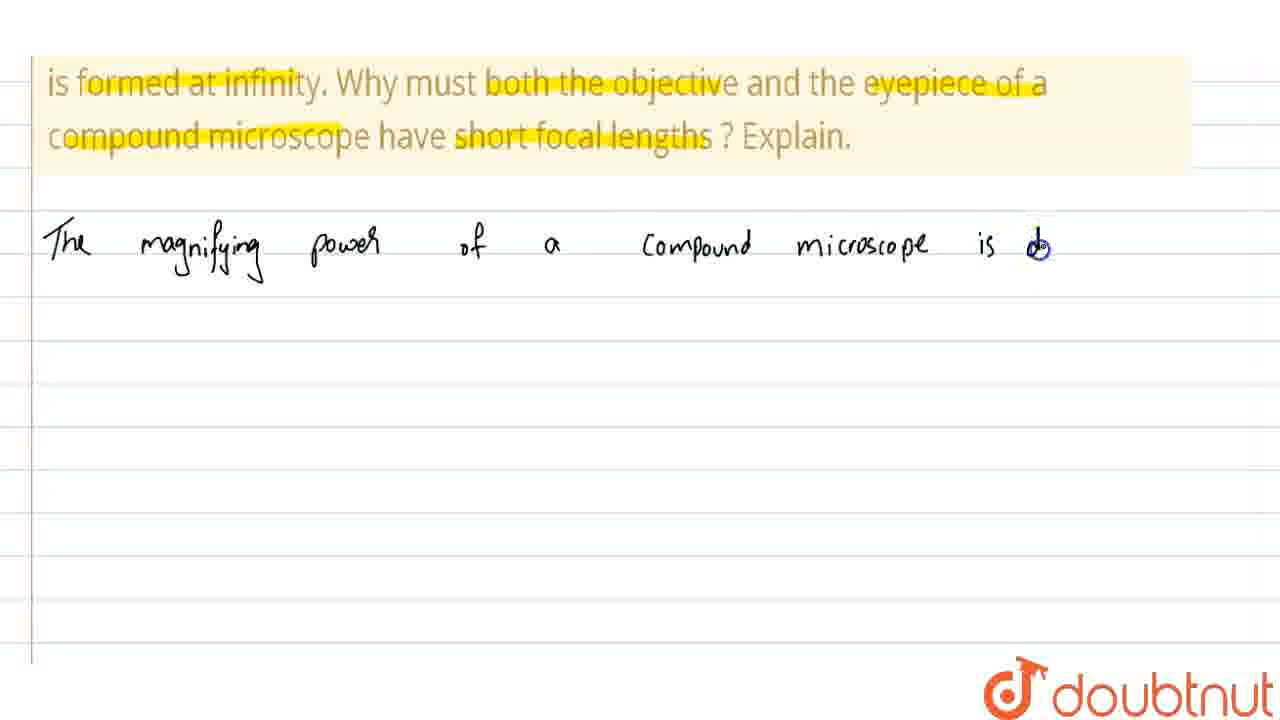 is formed at infinity. Why must both the objective and the eyepiece of a
compound microscope have short focal lengths ? Explain.
The magnifying power of a compound microscope is d
doubtnut